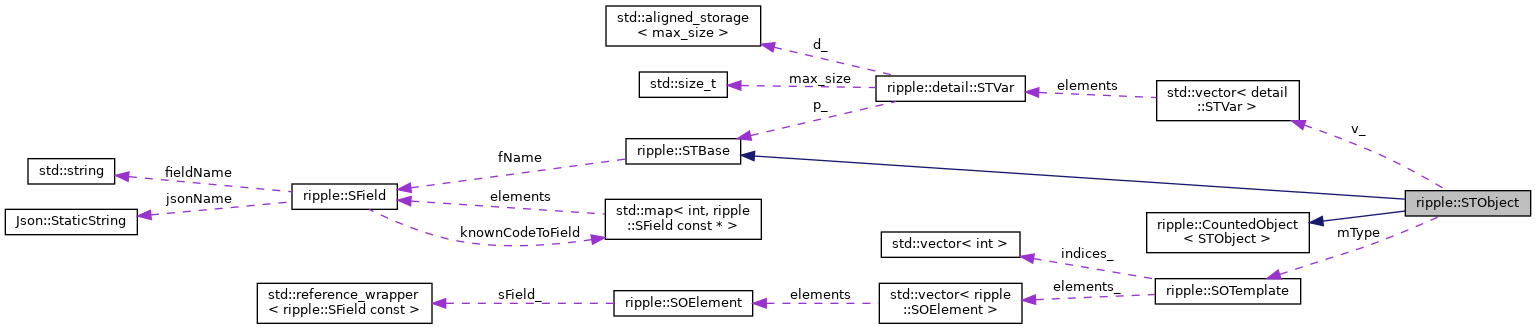 std::aligned_storage
< max_size >
d_
std::size_t
max_size
ripple::detail::STVar
elements
std::vector< detail
::STVar >
p_
v_
ripple::STBase
fName
std::string
fieldName
ripple::SField
jsonName
Json::StaticString
elements
std::map< int, ripple
::SField const * >
knownCodeToField
ripple::STObject
ripple::CountedObject
< STObject >
mType
std::vector< int >
indices_
ripple::SOTemplate
elements_
std::vector< ripple
::SOElement >
elements
ripple::SOElement
sField_
std::reference_wrapper
< ripple::SField const >